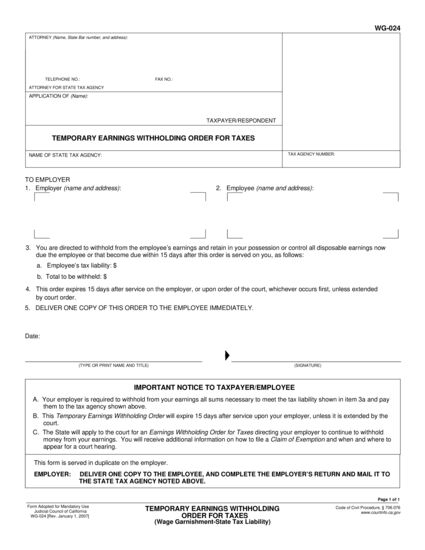 WG-024
ATTORNEY (Name, State Bar number, and address):
TELEPHONE NO.: FAX NO.:
ATTORNEY FOR STATE TAX AGENCY
APPLICATION OF (Name):
TAXPAYER/RESPONDENT
TEMPORARY EARNINGS WITHHOLDING ORDER FOR TAXES
NAME OF STATE TAX AGENCY: TAX AGENCY NUMBER:
TO EMPLOYER
1. Employer (name and address): 2. Employee (name and address):
3. You are directed to withhold from the employee's earnings and retain in your possession or control all disposable earnings now
due the employee or that become due within 15 days after this order is served on you, as follows:
a. Employee's tax liability: $
b. Total to be withheld: $
4. This order expires 15 days after service on the employer, or upon order of the court, whichever occurs first, unless extended
by court order.
5. DELIVER ONE COPY OF THIS ORDER TO THE EMPLOYEE IMMEDIATELY.
Date:
(TYPE OR PRINT NAME AND TITLE) (SIGNATURE)
IMPORTANT NOTICE TO TAXPAYER/EMPLOYEE
A. Your employer is required to withhold from your earnings all sums necessary to meet the tax liability shown in item 3a and pay
them to the tax agency shown above.
B. This Temporary Earnings Withholding Order will expire 15 days after service upon your employer, unless it is extended by the
court.
C. The State will apply to the court for an Earnings Withholding Order for Taxes directing your employer to continue to withhold
money from your earnings. You will receive additional information on how to file a Claim of Exemption and when and where to
appear for a court hearing.
This form is served in duplicate on the employer.
EMPLOYER: DELIVER ONE COPY TO THE EMPLOYEE, AND COMPLETE THE EMPLOYER'S RETURN AND MAIL IT TO
THE STATE TAX AGENCY NOTED ABOVE.
Page 1 of 1
Form Adopted for Mandatory Use
Judicial Council of California
WG-024 [Rev. January 1, 2007]
TEMPORARY EARNINGS WITHHOLDING
ORDER FOR TAXES
(Wage Garnishment-State Tax Liability)
Code of Civil Procedure, § 706.076
www.courtinfo.ca.gov